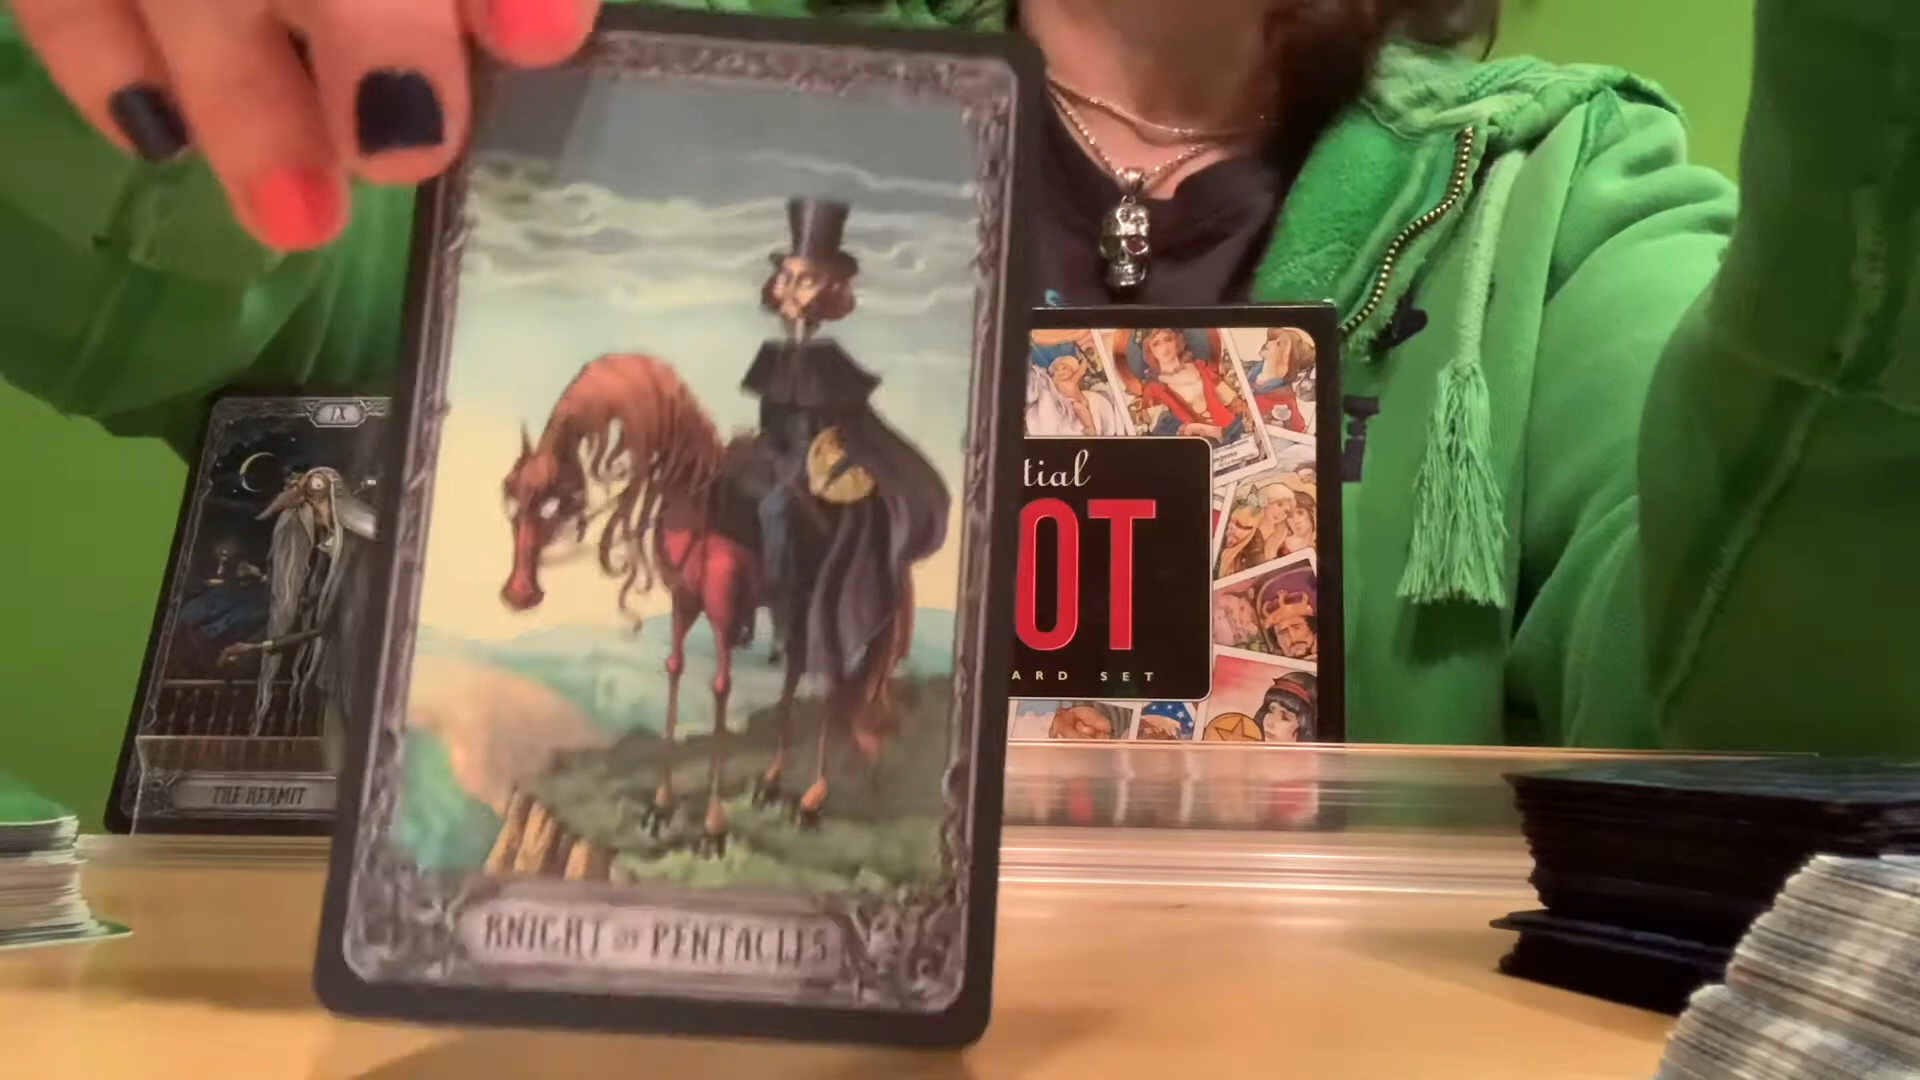 IX
THE HERMIT
KNIGHT OF PENTACLES
tial
OT
ARD SET